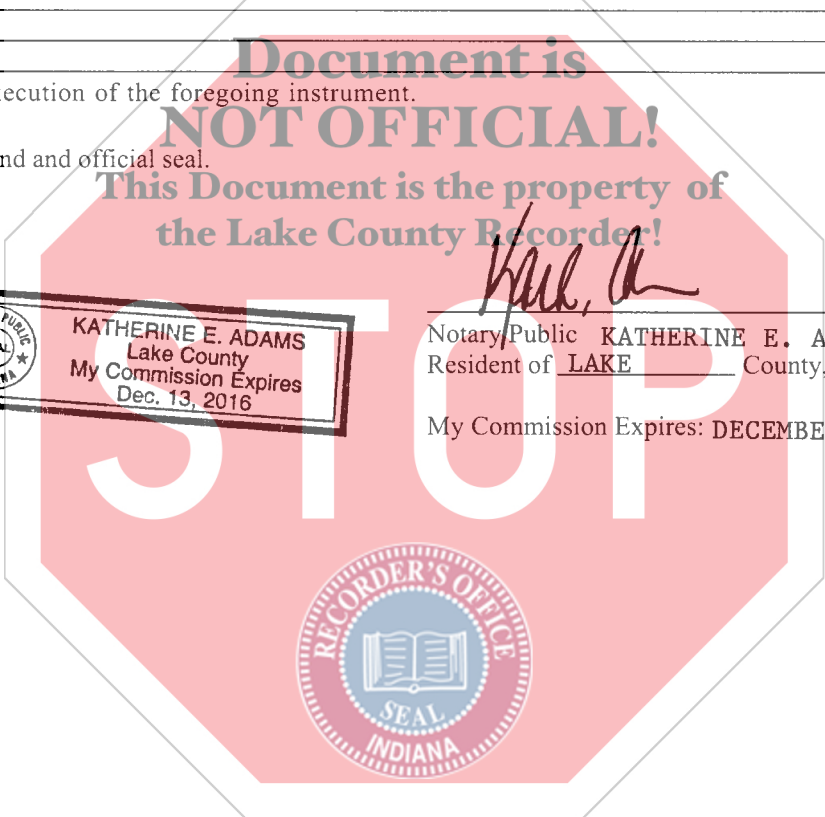 Document is
ecution of the foregoing instrument.
NOT OFFICIAL!
nd and official seal.
This Document is the property of
the Lake County Recorder!
STOP
PUBLIC
KATHERINE E. ADAMS
Lake County
My Commission Expires
Dec. 13, 2016
Notary Public KATHERINE E. A
Resident of LAKE County,
My Commission Expires: DECEMBE
RECORDER'S OFFICE
SEAL
INDIANA